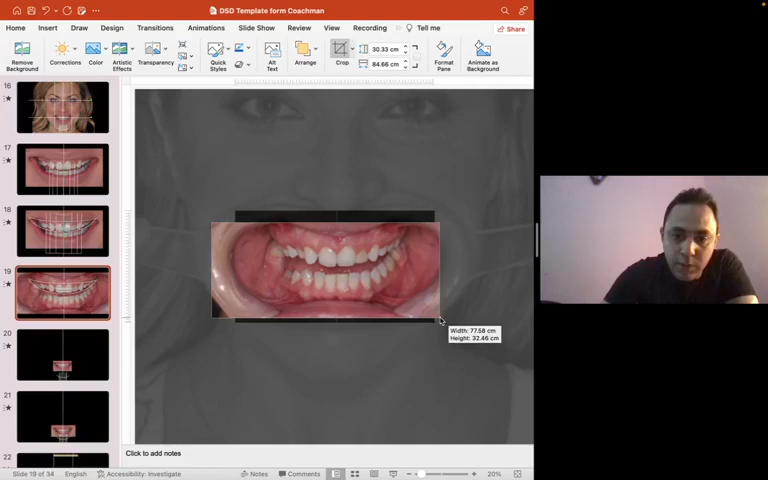 DSD Template form Coachman
Home Insert Draw Design Transitions Animations Slide Show Review View Recording Tell me Share
Remove Background Corrections Color Artistic Effects Transparency Quick Styles Alt Text Arrange Crop 30.33 cm 84.66 cm Format Pane Animate as Background
16
17
18
19
20
21
22
Width: 77.58 cm
Height: 32.46 cm
Click to add notes
Slide 19 of 34 English Accessibility: Investigate Notes Comments 20%